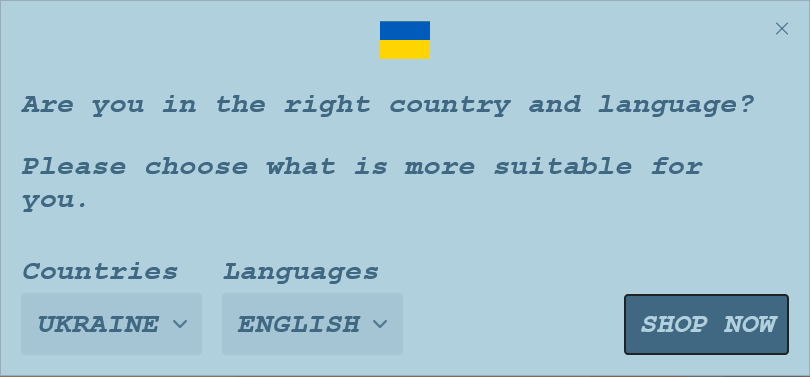 Are you in the right country and language?
Please choose what is more suitable for
you.
Countries Languages
UKRAINE ENGLISH SHOP NOW